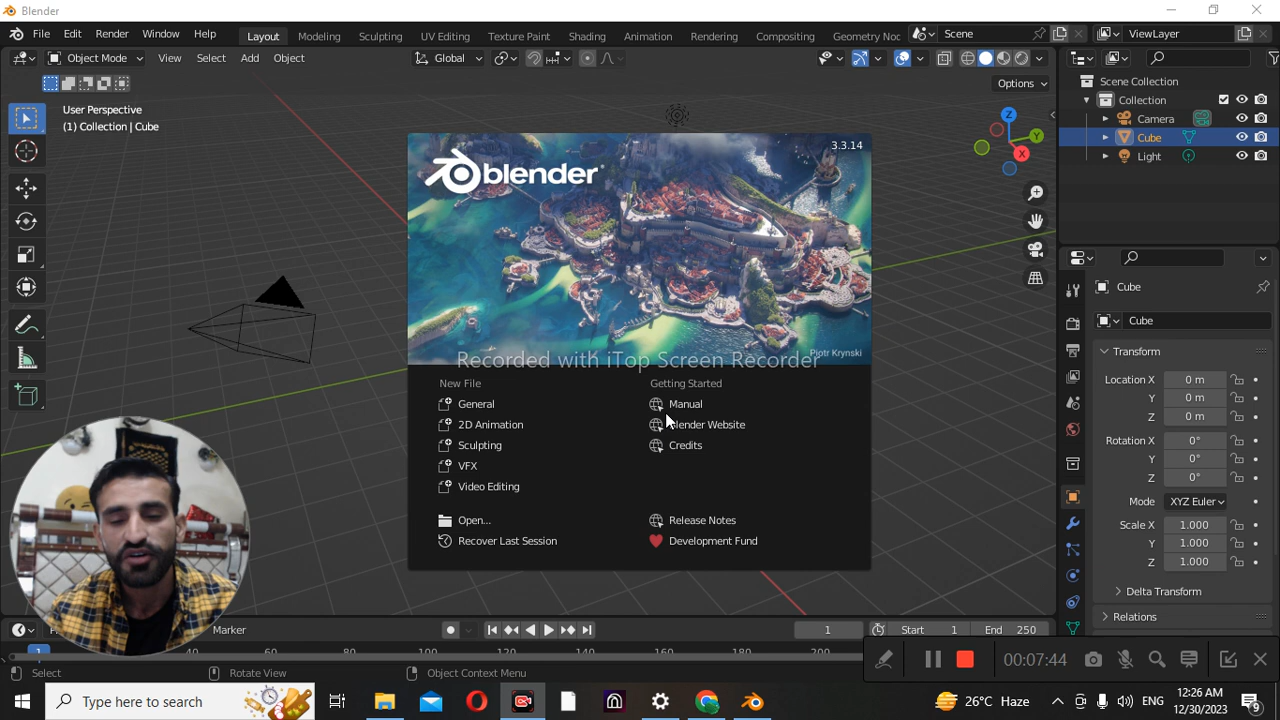 Blender
File Edit Render Window Help Layout Modeling Sculpting UV Editing Texture Paint Shading Animation Rendering Compositing Geometry Noc Scene ViewLayer
Object Mode View Select Add Object Global
Options
User Perspective
(1) Collection | Cube
Z
Y
X
Scene Collection
Collection
Camera
Cube
Light
blender
3.3.14
Piotr Krynski
Recorded with iTop Screen Recorder
New File
General
2D Animation
Sculpting
VFX
Video Editing
Open...
Recover Last Session
Getting Started
Manual
Blender Website
Credits
Release Notes
Development Fund
Cube
Cube
Transform
Location X 0 m
Y 0 m
Z 0 m
Rotation X 0°
Y 0°
Z 0°
Mode XYZ Euler
Scale X 1.000
Y 1.000
Z 1.000
Delta Transform
Relations
Marker 1 Start 1 End 250
1 40 60 80 100 120 140 160 180 200
Select Rotate View Object Context Menu
00:07:44
Type here to search
26°C Haze
ENG
12:26 AM
12/30/2023
9